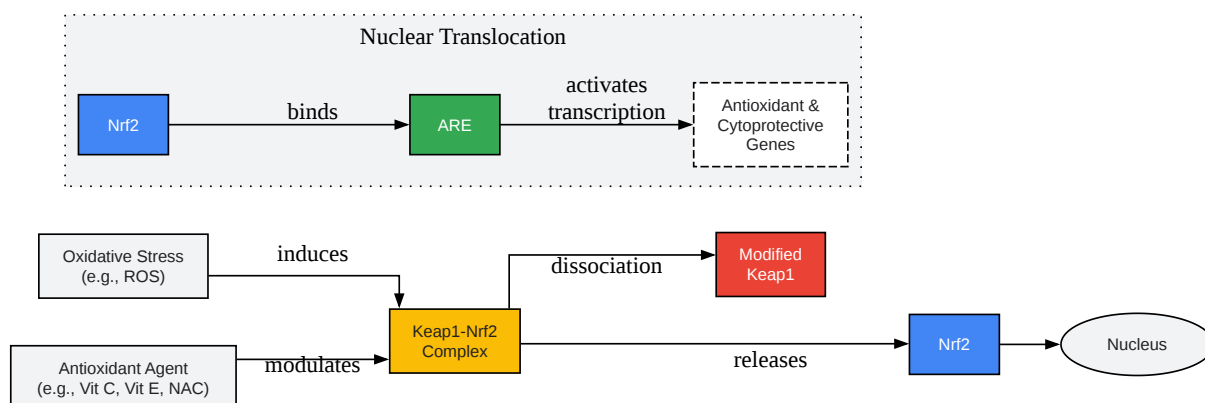 Nuclear Translocation
Nrf2
binds
ARE
activates
transcription
Antioxidant &
Cytoprotective
Genes
Oxidative Stress
(e.g., ROS)
induces
dissociation
Modified
Keap1
Keap1-Nrf2
Complex
Antioxidant Agent
(e.g., Vit C, Vit E, NAC)
modulates
releases
Nrf2
Nucleus